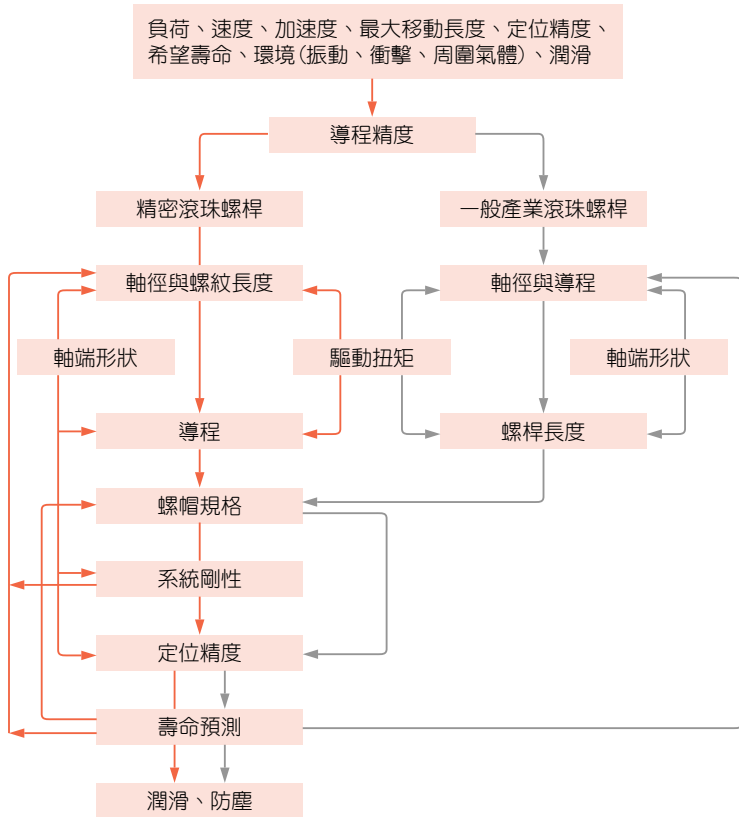 負荷、速度、加速度、最大移動長度、定位精度、
希望壽命、環境(振動、衝擊、周圍氣體)、潤滑
導程精度
精密滾珠螺桿
一般產業滾珠螺桿
軸徑與螺紋長度
軸徑與導程
軸端形狀
驅動扭矩
軸端形狀
導程
螺桿長度
螺帽規格
系統剛性
定位精度
壽命預測
潤滑、防塵